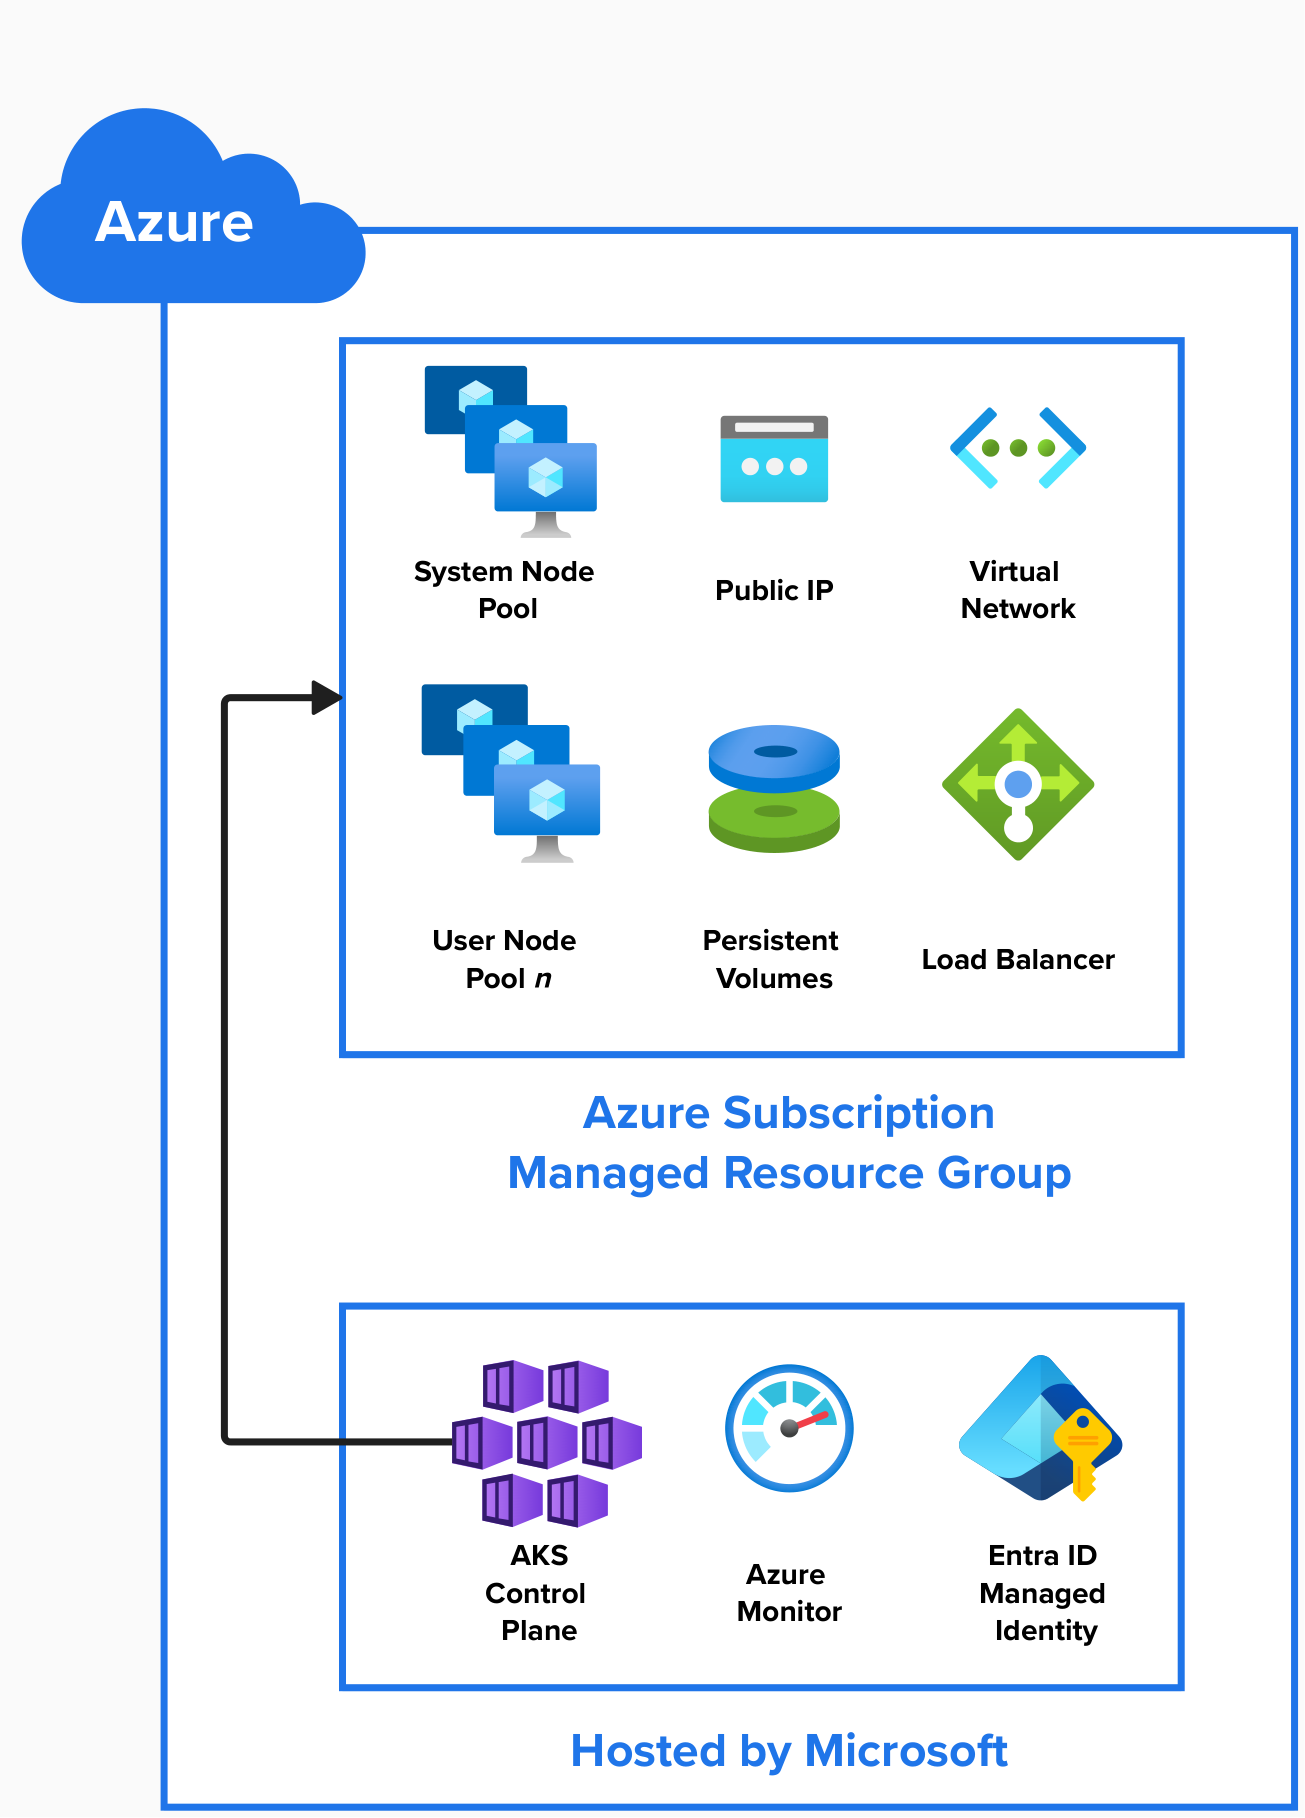 Azure
System Node
Pool
Public IP
Virtual
Network
User Node
Pool n
Persistent
Volumes
Load Balancer
Azure Subscription
Managed Resource Group
AKS
Control
Plane
Azure
Monitor
Entra ID
Managed
Identity
Hosted by Microsoft